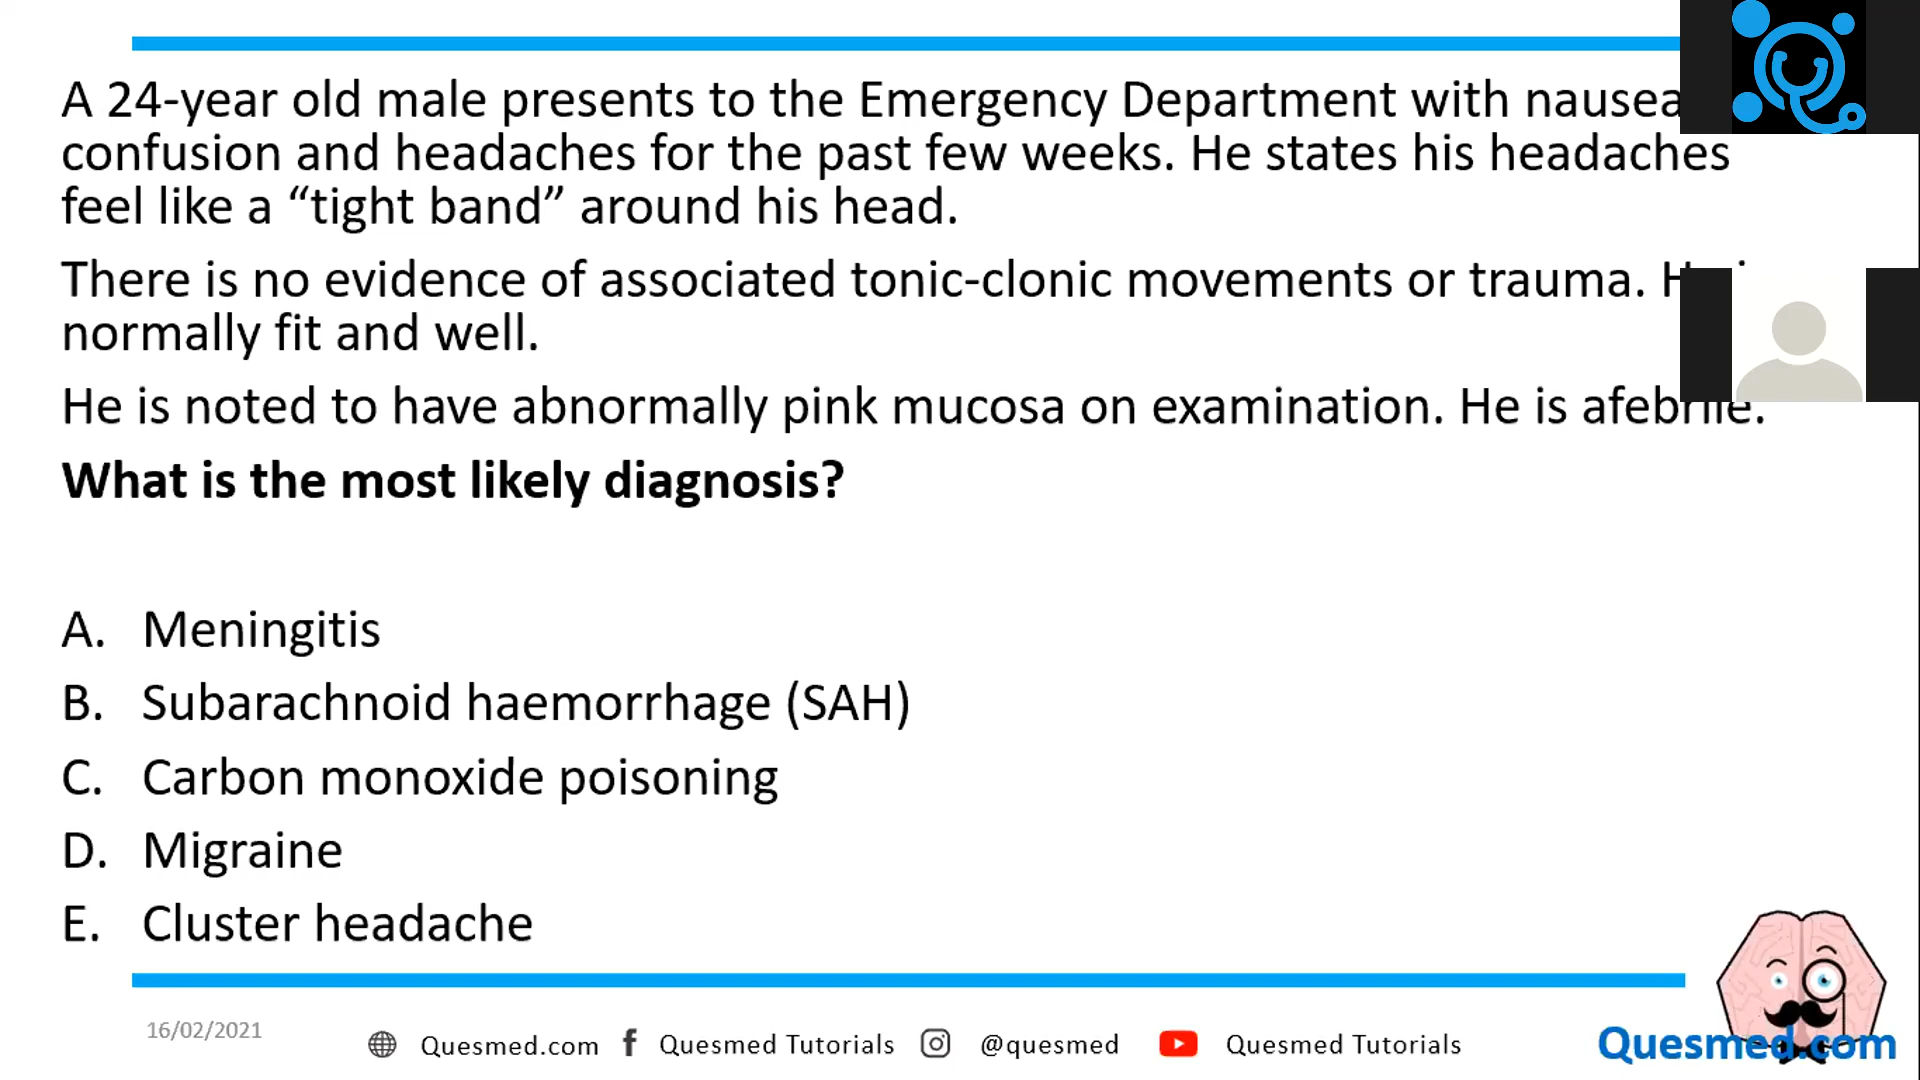 A 24-year old male presents to the Emergency Department with nausea
confusion and headaches for the past few weeks. He states his headaches
feel like a “tight band” around his head.
There is no evidence of associated tonic-clonic movements or trauma.
normally fit and well.
He is noted to have abnormally pink mucosa on examination. He is afebrile.
What is the most likely diagnosis?
A. Meningitis
B. Subarachnoid haemorrhage (SAH)
C. Carbon monoxide poisoning
D. Migraine
E. Cluster headache
16/02/2021
Quesmed.com
Quesmed Tutorials
@quesmed
Quesmed Tutorials
Quesmed.com